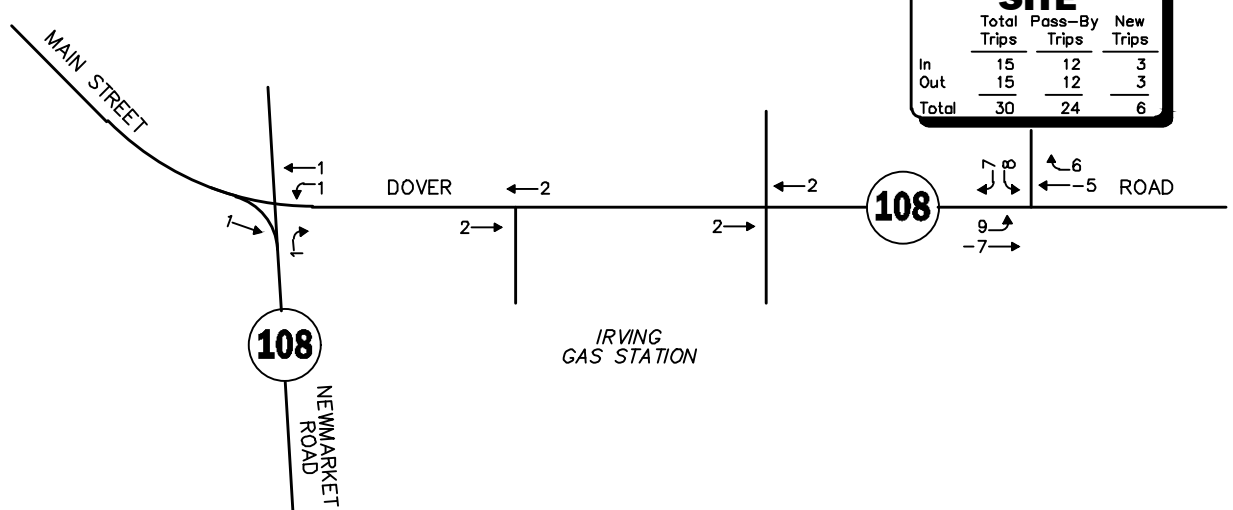 SITE
Total Pass-By New
Trips Trips Trips
In 15 12 3
Out 15 12 3
Total 30 24 6
MAIN STREET
1
1
DOVER
2
2
7 8
6
-5 ROAD
108
1
1
2
2
9
-7
108
IRVING
GAS STATION
NEWMARKET
ROAD